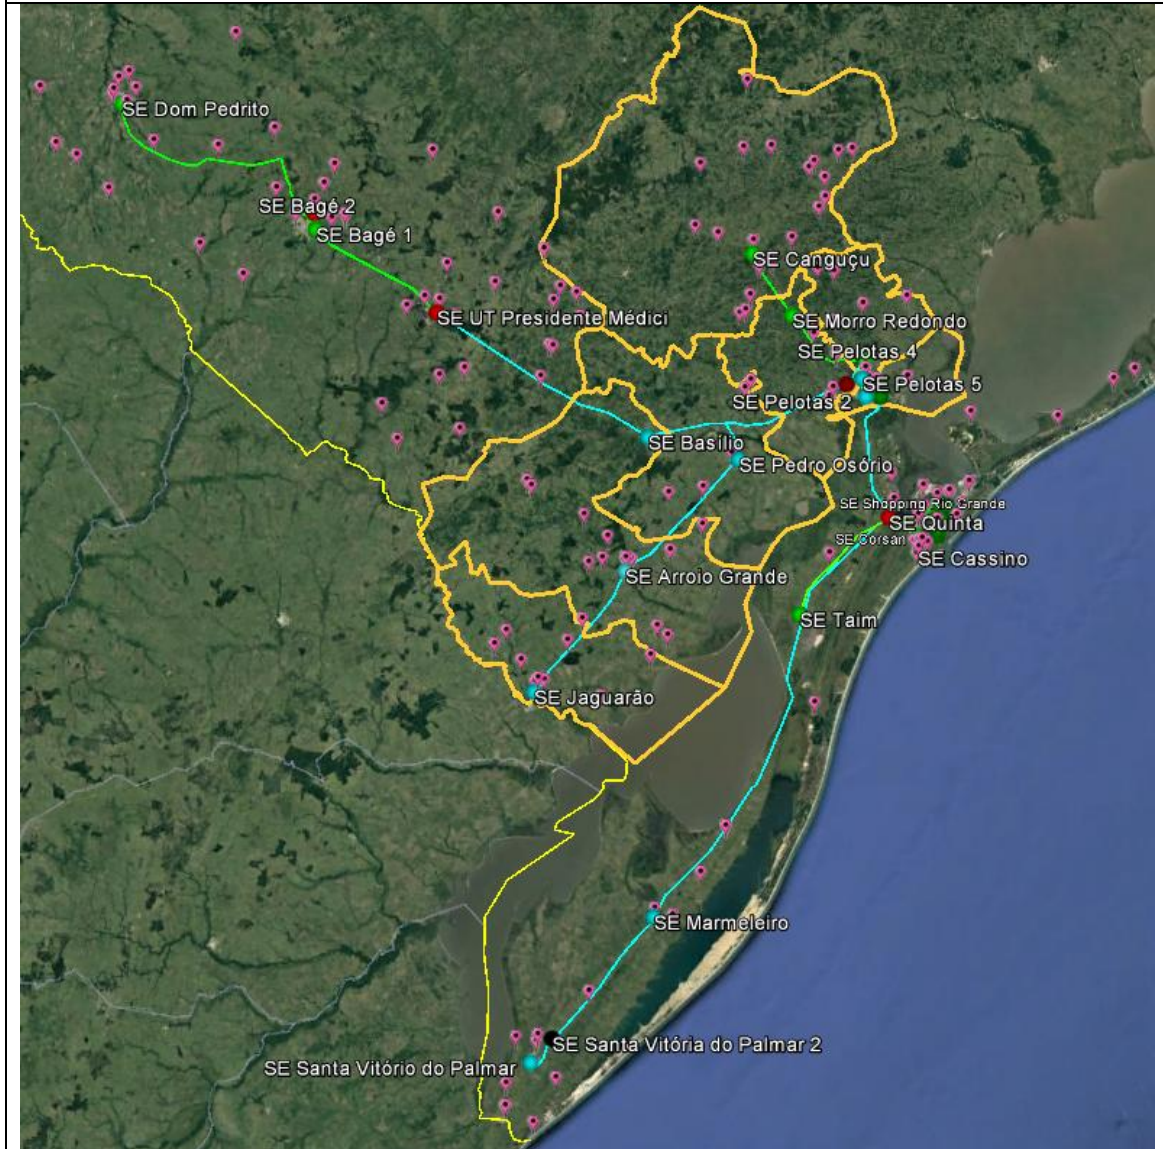 SE Dom Pedrito
SE Bagé 2
SE Bagé 1
SE Canguçu
SE UT Presidente Médici
SE Morro Redondo
SE Pelotas 4
SE Pelotas 5
SE Pelotas 2
SE Basílio
SE Pedro Osório
SE Shopping Rio Grande
SE Quinta
SE Corsan
SE Cassino
SE Arroio Grande
SE Taim
SE Jaguarão
SE Marmeleiro
SE Santa Vitória do Palmar 2
SE Santa Vitório do Palmar